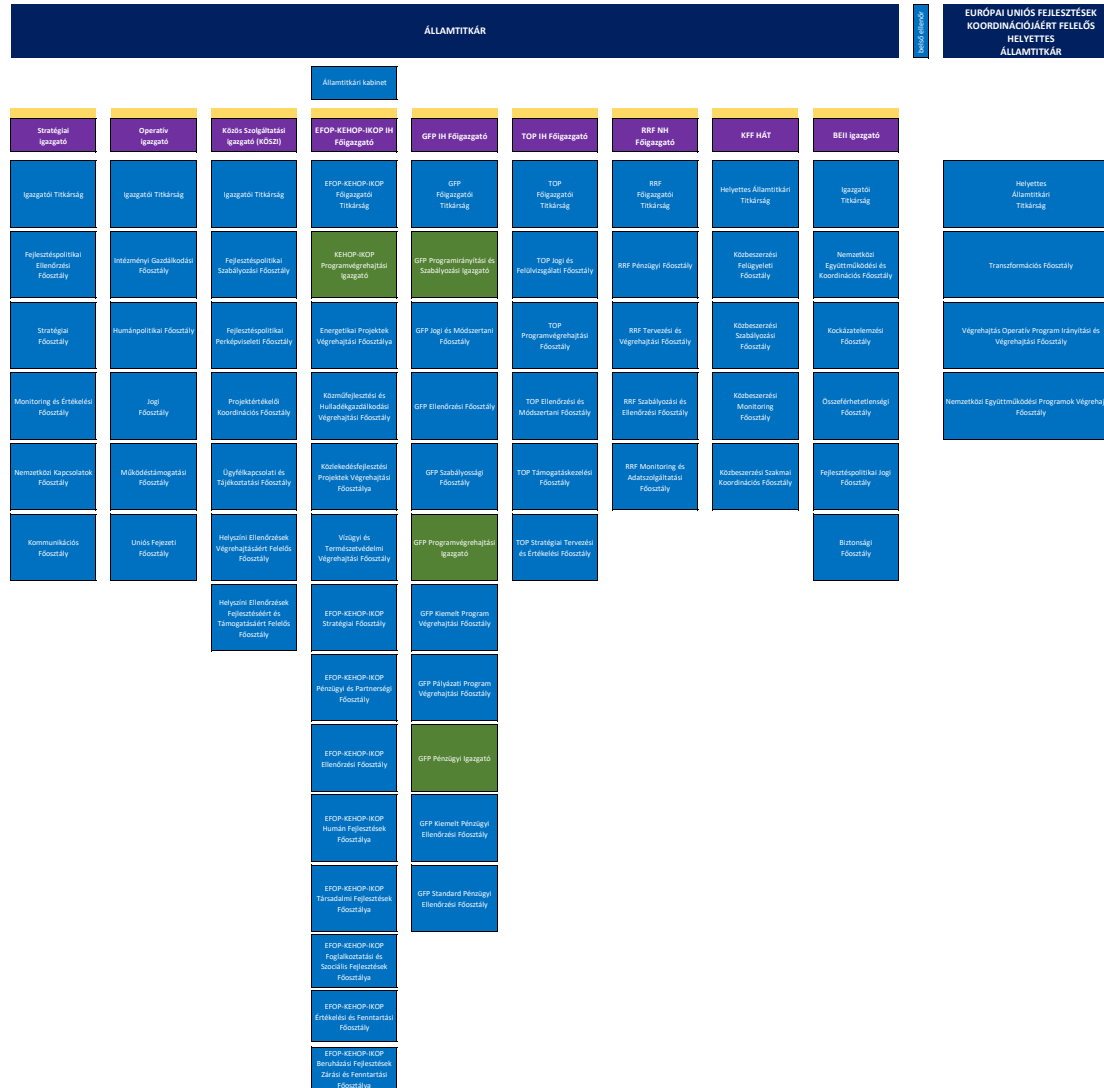 ÁLLAMTITKÁR
belső ellenőr
EURÓPAI UNIÓS FEJLESZTÉSEK
KOORDINÁCIÓJÁÉRT FELELŐS
HELYETTES
ÁLLAMTITKÁR
Államtitkári kabinet
Stratégiai
igazgató
Operatív
igazgató
Közös Szolgáltatási
igazgató (KÖSZI)
EFOP-KEHOP-IKOP IH
Főigazgató
GFP IH Főigazgató
TOP IH Főigazgató
RRF NH
Főigazgató
KFF HÁT
BEII igazgató
Igazgatói Titkárság
Igazgatói Titkárság
Igazgatói Titkárság
EFOP-KEHOP-IKOP
Főigazgatói
Titkárság
GFP
Főigazgatói
Titkárság
TOP
Főigazgatói
Titkárság
RRF
Főigazgatói
Titkárság
Helyettes Államtitkári
Titkárság
Igazgatói
Titkárság
Helyettes
Államtitkári
Titkárság
Fejlesztéspolitikai
Ellenőrzési
Főosztály
Intézményi Gazdálkodási
Főosztály
Fejlesztéspolitikai
Szabályozási Főosztály
KEHOP-IKOP
Programvégrehajtási
Igazgató
GFP Programirányítási és
Szabályozási Igazgató
TOP Jogi és
Felülvizsgálati Főosztály
RRF Pénzügyi Főosztály
Közbeszerzési
Felügyeleti
Főosztály
Nemzetközi
Együttműködési és
Koordinációs Főosztály
Transzformációs Főosztály
Stratégiai
Főosztály
Humánpolitikai Főosztály
Fejlesztéspolitikai
Perképviseleti Főosztály
Energetikai Projektek
Végrehajtási Főosztálya
GFP Jogi és Módszertani
Főosztály
TOP
Programvégrehajtási
Főosztály
RRF Tervezési és
Végrehajtási Főosztály
Közbeszerzési
Szabályozási
Főosztály
Kockázatelemzési
Főosztály
Végrehajtás Operatív Program Irányítási és
Végrehajtási Főosztály
Monitoring és Értékelési
Főosztály
Jogi
Főosztály
Projektértékelői
Koordinációs Főosztály
Közműfejlesztési és
Hulladékgazdálkodási
Végrehajtási Főosztály
GFP Ellenőrzési Főosztály
TOP Ellenőrzési és
Módszertani Főosztály
RRF Szabályozási és
Ellenőrzési Főosztály
Közbeszerzési
Monitoring
Főosztály
Összeférhetetlenségi
Főosztály
Nemzetközi Együttműködési Programok Végrehaj
Főosztály
Nemzetközi Kapcsolatok
Főosztály
Működéstámogatási
Főosztály
Ügyfélkapcsolati és
Tájékoztatási Főosztály
Közlekedésfejlesztési
Projektek Végrehajtási
Főosztálya
GFP Szabályossági
Főosztály
TOP Támogatáskezelési
Főosztály
RRF Monitoring és
Adatszolgáltatási
Főosztály
Közbeszerzési Szakmai
Koordinációs Főosztály
Fejlesztéspolitikai Jogi
Főosztály
Kommunikációs
Főosztály
Uniós Fejezeti
Főosztály
Helyszíni Ellenőrzések
Végrehajtásáért Felelős
Főosztály
Vízügyi és
Természetvédelmi
Végrehajtási Főosztály
GFP Programvégrehajtási
Igazgató
TOP Stratégiai Tervezési
és Értékelési Főosztály
Biztonsági
Főosztály
Helyszíni Ellenőrzések
Fejlesztéséért és
Támogatásáért Felelős
Főosztály
EFOP-KEHOP-IKOP
Stratégiai Főosztály
GFP Kiemelt Program
Végrehajtási Főosztály
EFOP-KEHOP-IKOP
Pénzügyi és Partnerségi
Főosztály
GFP Pályázati Program
Végrehajtási Főosztály
EFOP-KEHOP-IKOP
Ellenőrzési Főosztály
GFP Pénzügyi Igazgató
EFOP-KEHOP-IKOP
Humán Fejlesztések
Főosztálya
GFP Kiemelt Pénzügyi
Ellenőrzési Főosztály
EFOP-KEHOP-IKOP
Társadalmi Fejlesztések
Főosztálya
GFP Standard Pénzügyi
Ellenőrzési Főosztály
EFOP-KEHOP-IKOP
Foglalkoztatási és
Szociális Fejlesztések
Főosztálya
EFOP-KEHOP-IKOP
Értékelési és Fenntartási
Főosztály
EFOP-KEHOP-IKOP
Beruházási Fejlesztések
Zárási és Fenntartási
Főosztálya